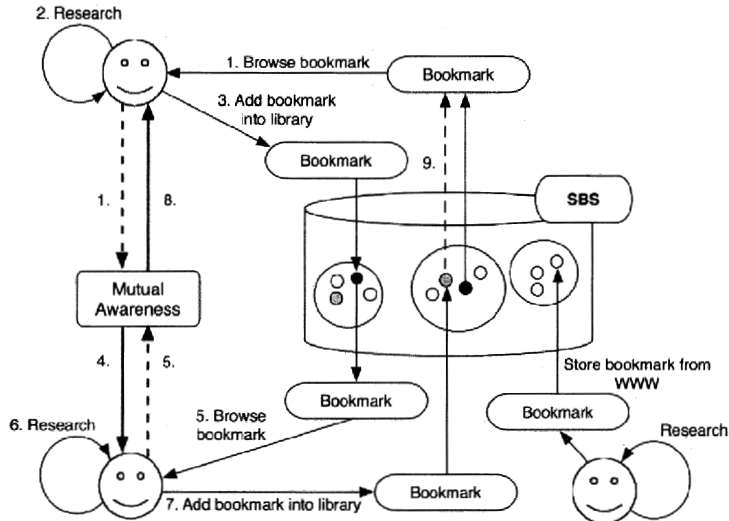 2. Research
1. Browse bookmark
Bookmark
3. Add bookmark
into library
Bookmark
9.
SBS
1.
8.
Mutual
Awareness
4.
5.
Store bookmark from
WWW
Bookmark
5. Browse
bookmark
Bookmark
6. Research
Research
7. Add bookmark into library
Bookmark